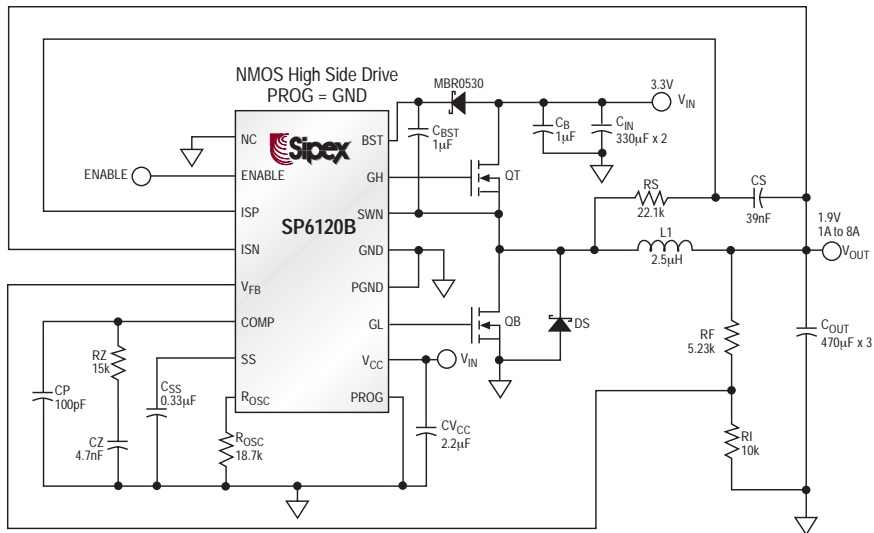 NMOS High Side Drive
PROG = GND
Sipex
SP6120B
NC
ENABLE
ENABLE
ISP
ISN
VFB
COMP
SS
ROSC
BST
GH
SWN
GND
PGND
GL
VCC
PROG
MBR0530
CBST
1µF
CB
1µF
CIN
330µF x 2
3.3V
VIN
QT
RS
22.1k
CS
39nF
L1
2.5µH
1.9V
1A to 8A
VOUT
QB
DS
RF
5.23k
COUT
470µF x 3
RI
10k
VIN
CVCC
2.2µF
RZ
15k
CP
100pF
CZ
4.7nF
CSS
0.33µF
ROSC
18.7k